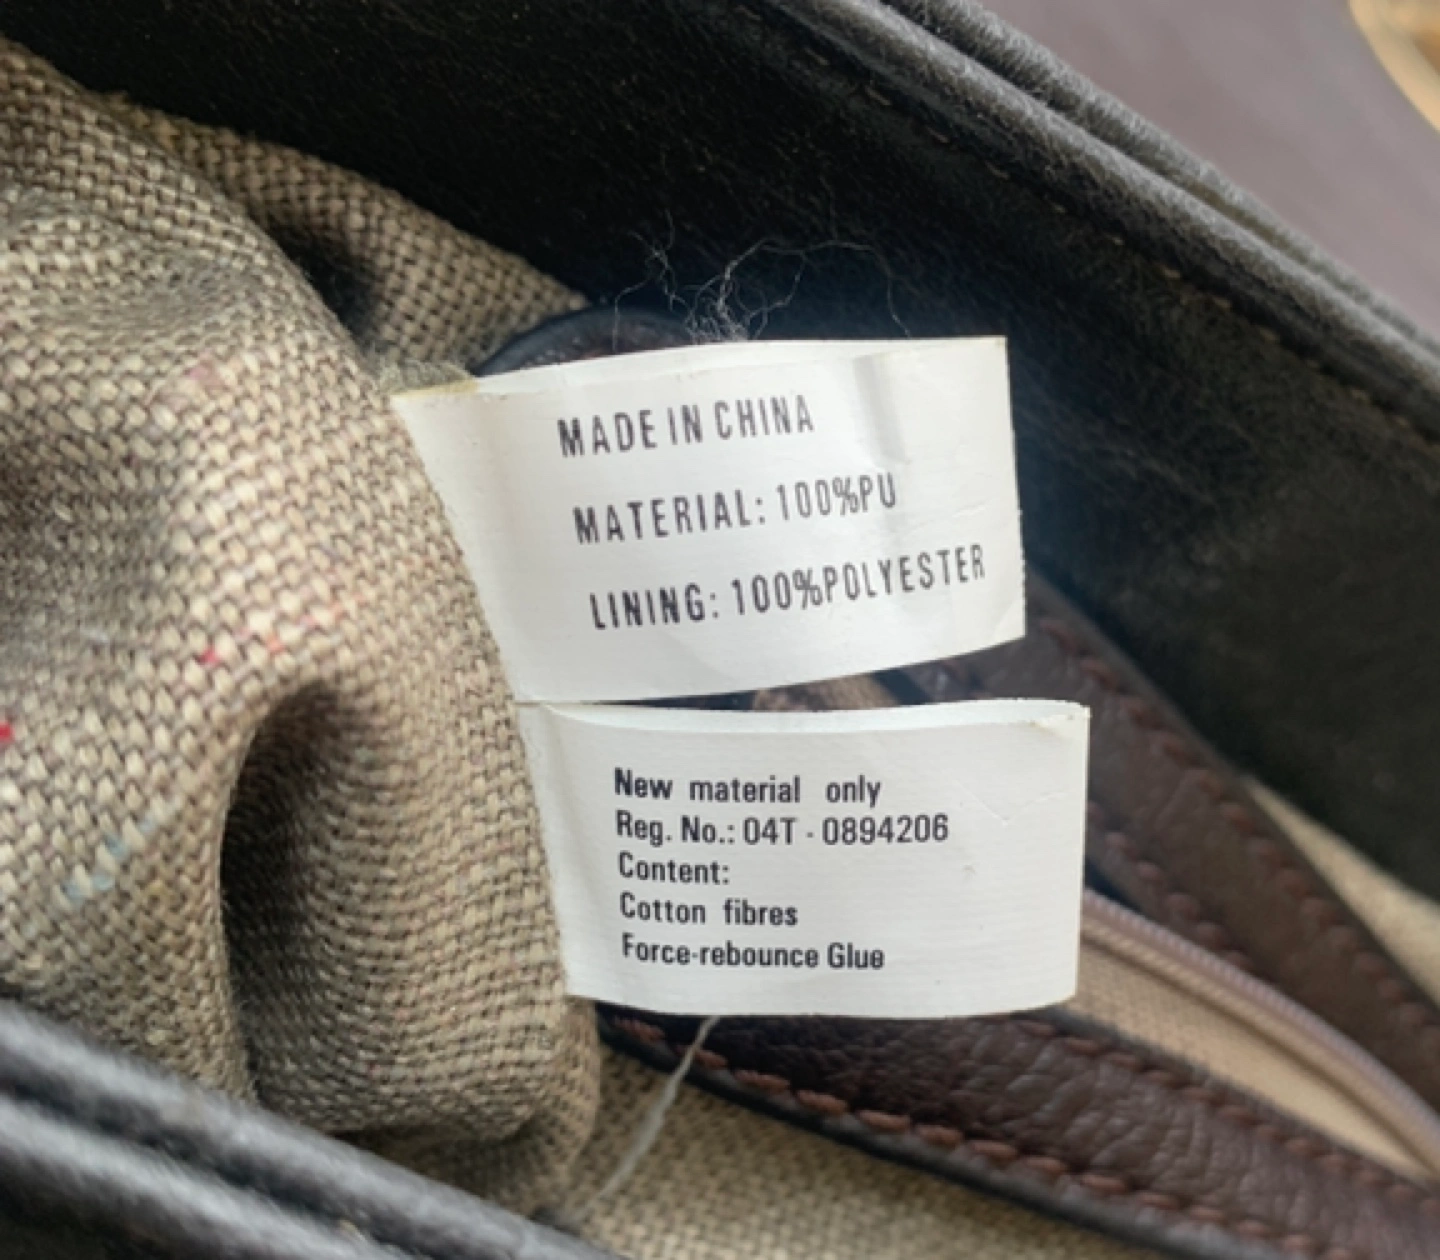 MADE IN CHINA
MATERIAL: 100%PU
LINING: 100%POLYESTER
New material only
Reg. No.: 04T - 0894206
Content:
Cotton fibres
Force-rebounce Glue